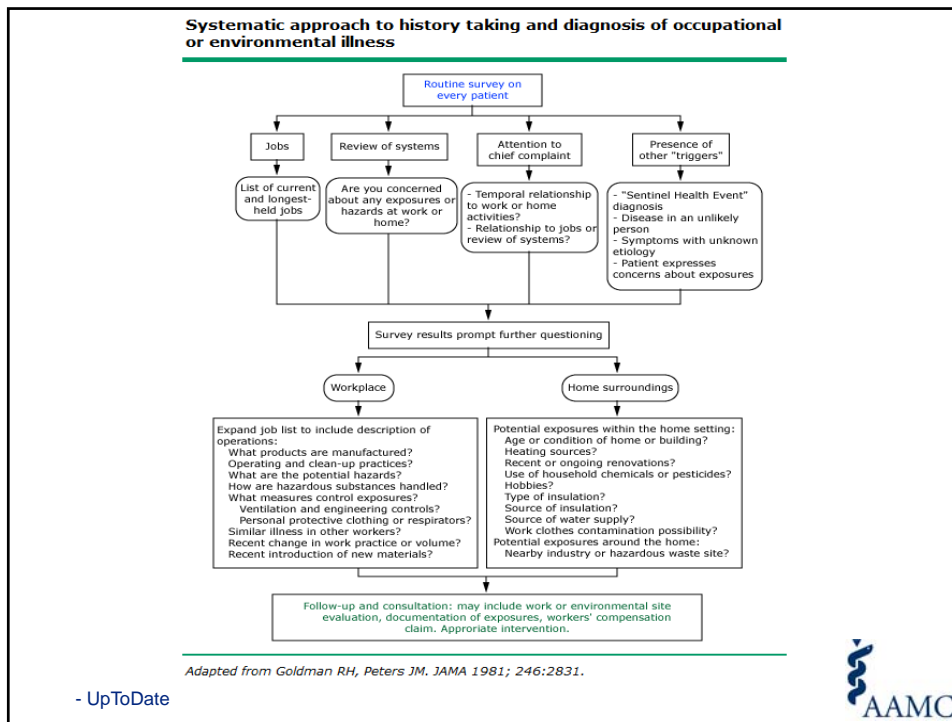 Systematic approach to history taking and diagnosis of occupational
or environmental illness
Routine survey on
every patient
Jobs
Review of systems
Attention to
chief complaint
Presence of
other "triggers"
List of current
and longest-
held jobs
Are you concerned
about any exposures or
hazards at work or
home?
- Temporal relationship
to work or home
activities?
- Relationship to jobs or
review of systems?
- "Sentinel Health Event"
diagnosis
- Disease in an unlikely
person
- Symptoms with unknown
etiology
- Patient expresses
concerns about exposures
Survey results prompt further questioning
Workplace
Home surroundings
Expand job list to include description of
operations:
What products are manufactured?
Operating and clean-up practices?
What are the potential hazards?
How are hazardous substances handled?
What measures control exposures?
Ventilation and engineering controls?
Personal protective clothing or respirators?
Similar illness in other workers?
Recent change in work practice or volume?
Recent introduction of new materials?
Potential exposures within the home setting:
Age or condition of home or building?
Heating sources?
Recent or ongoing renovations?
Use of household chemicals or pesticides?
Hobbies?
Type of insulation?
Source of insulation?
Source of water supply?
Work clothes contamination possibility?
Potential exposures around the home:
Nearby industry or hazardous waste site?
Follow-up and consultation: may include work or environmental site
evaluation, documentation of exposures, workers' compensation
claim. Approriate intervention.
Adapted from Goldman RH, Peters JM. JAMA 1981; 246:2831.
- UpToDate
AAMC